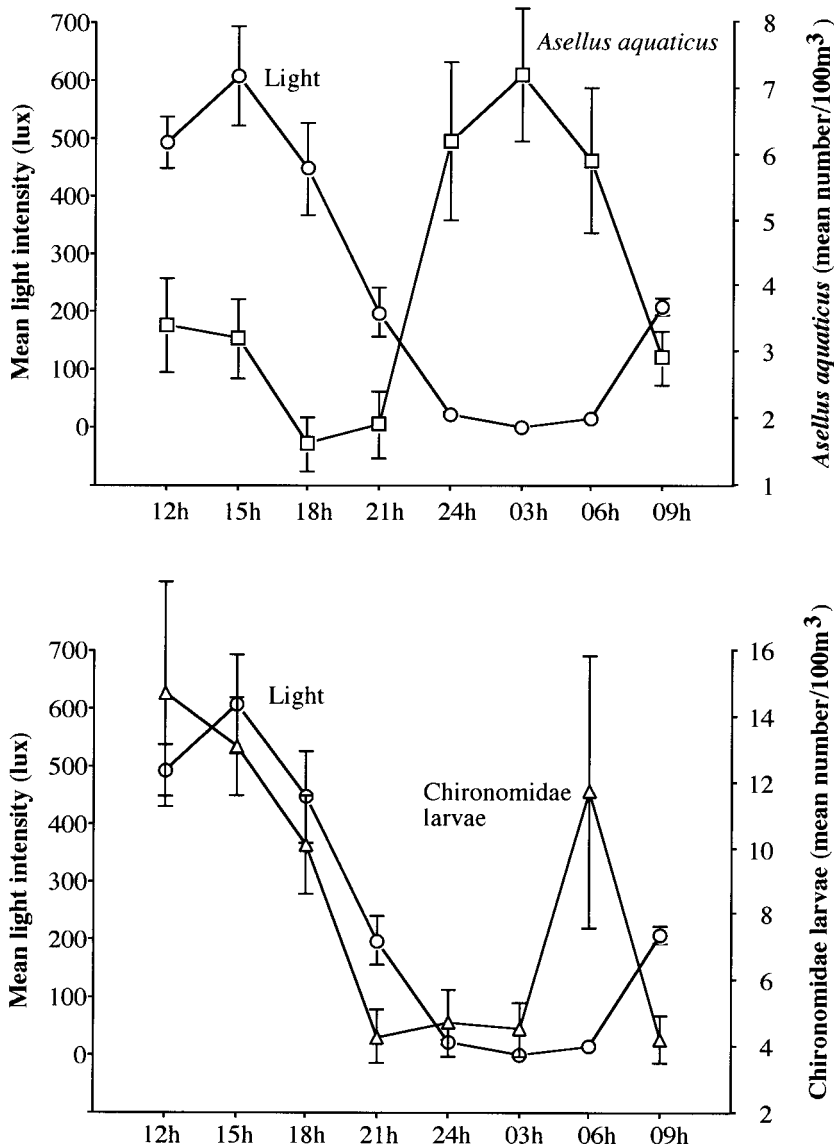 Mean light intensity (lux)
700
600
500
400
300
200
100
0
Light
Asellus aquaticus
8
7
6
5
4
3
2
1
Asellus aquaticus (mean number/100m³)
12h 15h 18h 21h 24h 03h 06h 09h
Mean light intensity (lux)
700
600
500
400
300
200
100
0
Light
Chironomidae
larvae
16
14
12
10
8
6
4
2
Chironomidae larvae (mean number/100m³)
12h 15h 18h 21h 24h 03h 06h 09h